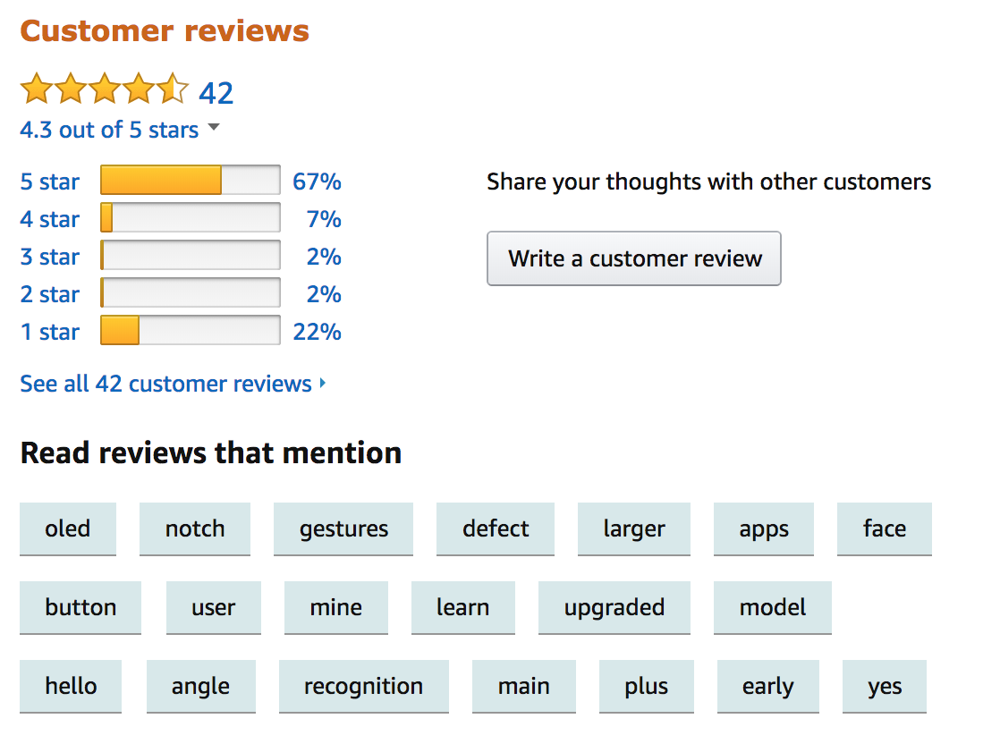 Customer reviews
42
4.3 out of 5 stars
5 star 67%
Share your thoughts with other customers
4 star 7%
3 star 2%
Write a customer review
2 star 2%
1 star 22%
See all 42 customer reviews
Read reviews that mention
oled notch gestures defect larger apps face
button user mine learn upgraded model
hello angle recognition main plus early yes